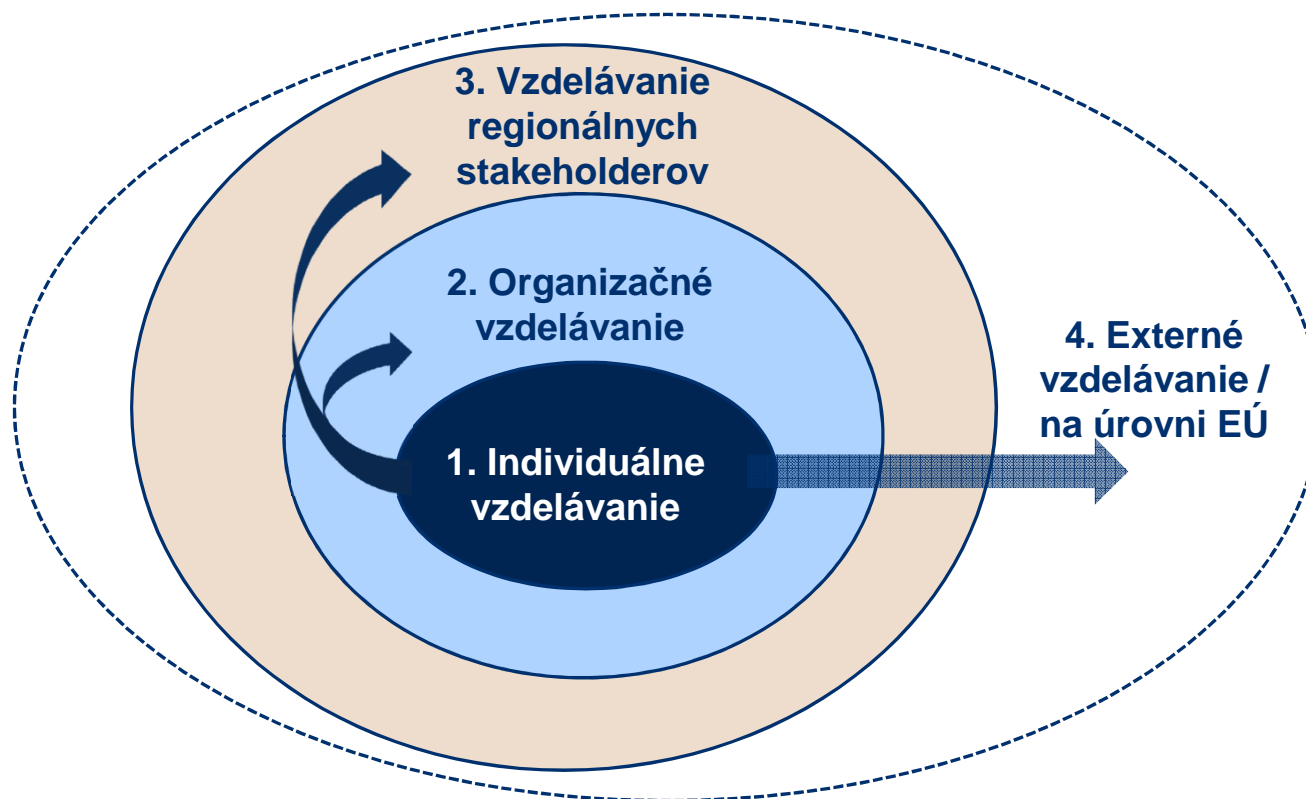 3. Vzdelávanie
regionálnych
stakeholderov
2. Organizačné
vzdelávanie
4. Externé
vzdelávanie /
na úrovni EÚ
1. Individuálne
vzdelávanie